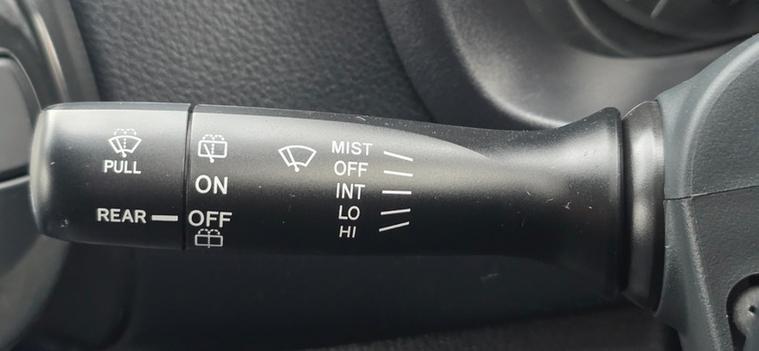 PULL
REAR
ON
OFF
MIST
OFF
INT
LO
HI